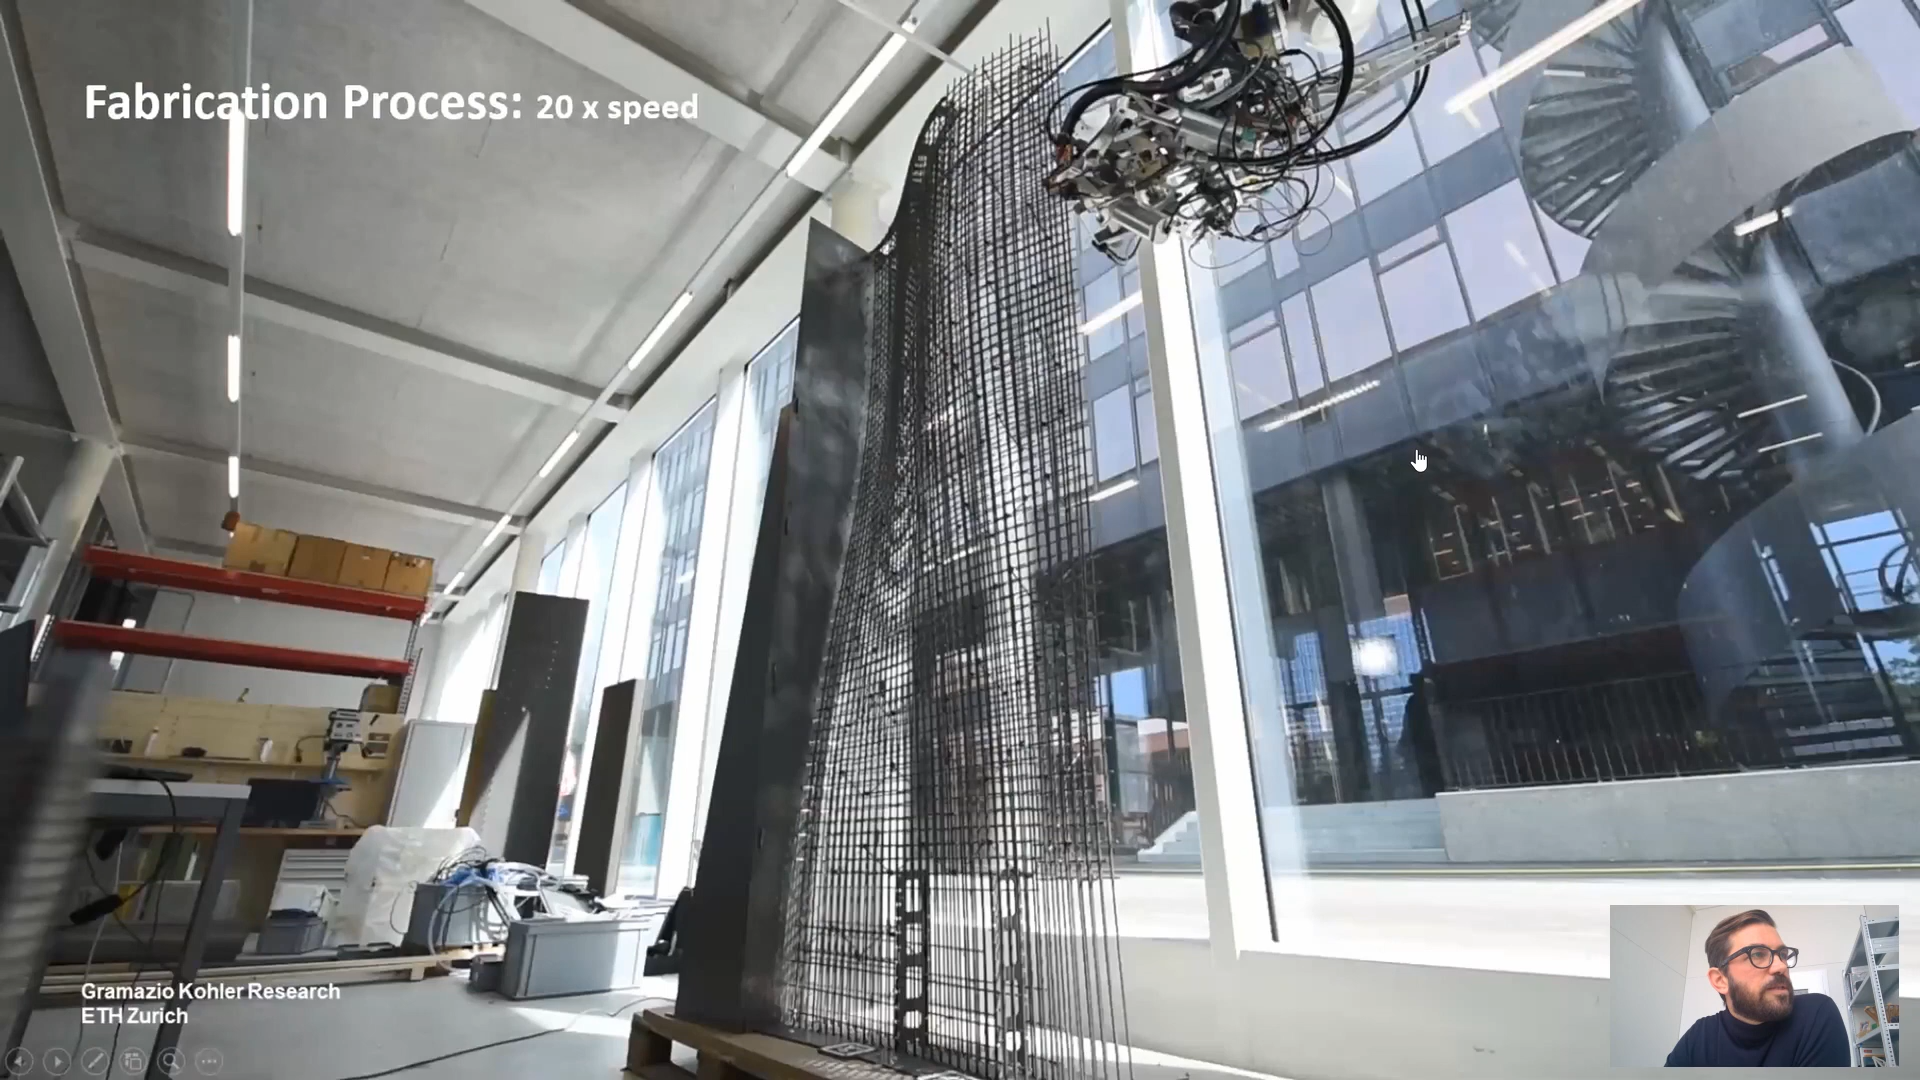 Fabrication Process: 20 x speed
Gramazio Kohler Research
ETH Zurich